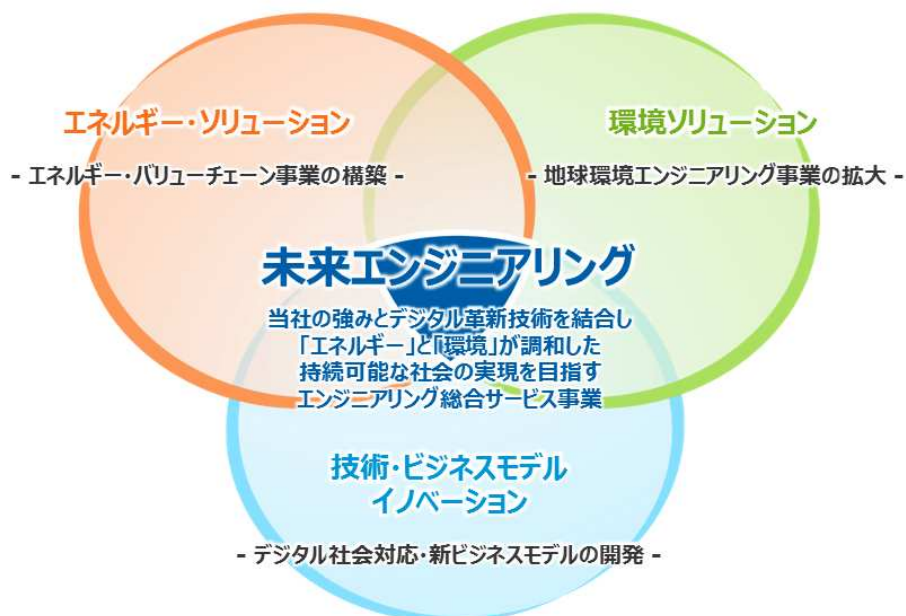 エネルギー・ソリューション
環境ソリューション
- エネルギー・バリューチェーン事業の構築 -
- 地球環境エンジニアリング事業の拡大 -
未来エンジニアリング
当社の強みとデジタル革新技術を結合し
「エネルギー」と「環境」が調和した
持続可能な社会の実現を目指す
エンジニアリング総合サービス事業
技術・ビジネスモデル
イノベーション
- デジタル社会対応・新ビジネスモデルの開発 -